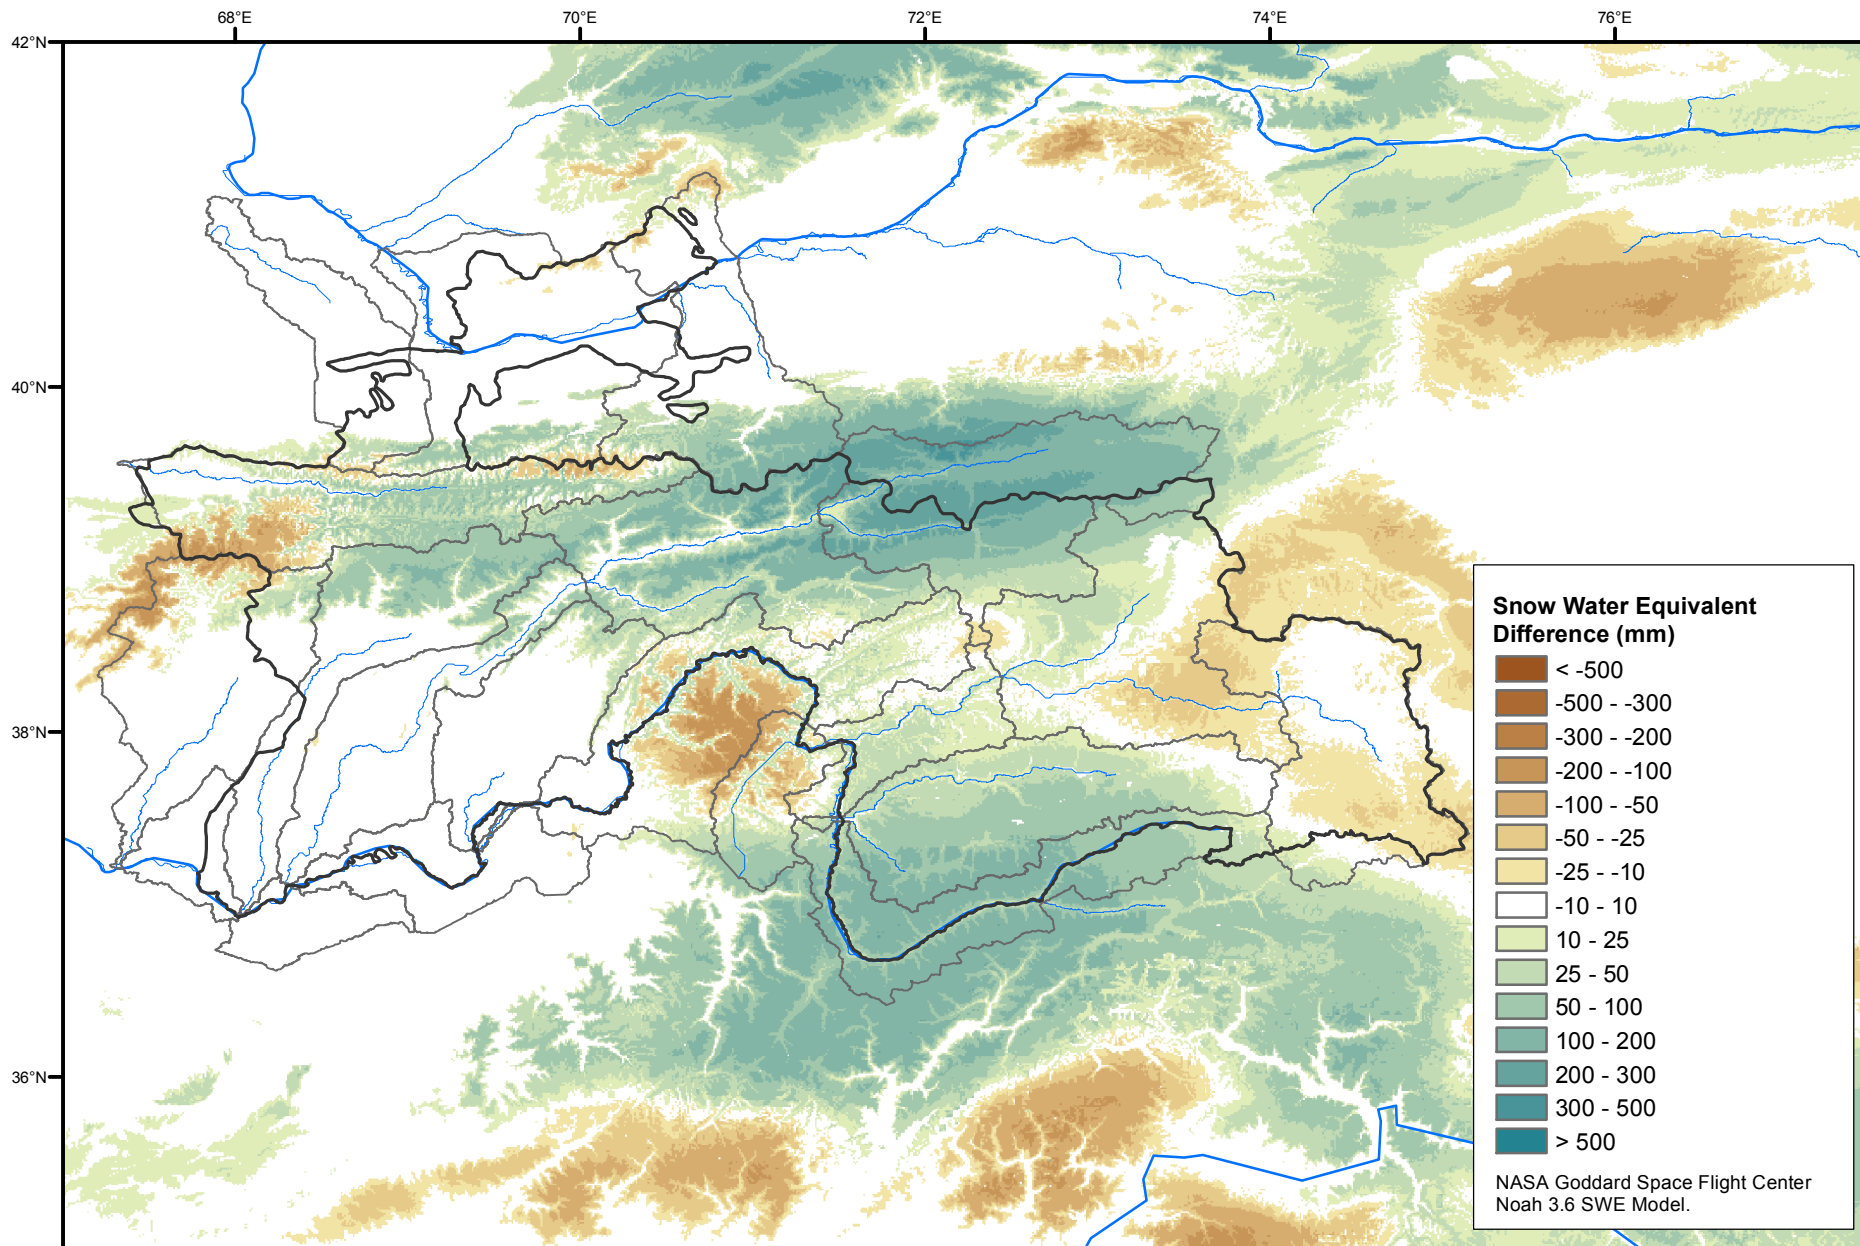 68°E 70°E 72°E 74°E 76°E
42°N
40°N
38°N
36°N
Snow Water Equivalent
Difference (mm)
< -500
-500 - -300
-300 - -200
-200 - -100
-100 - -50
-50 - -25
-25 - -10
-10 - 10
10 - 25
25 - 50
50 - 100
100 - 200
200 - 300
300 - 500
> 500
NASA Goddard Space Flight Center
Noah 3.6 SWE Model.